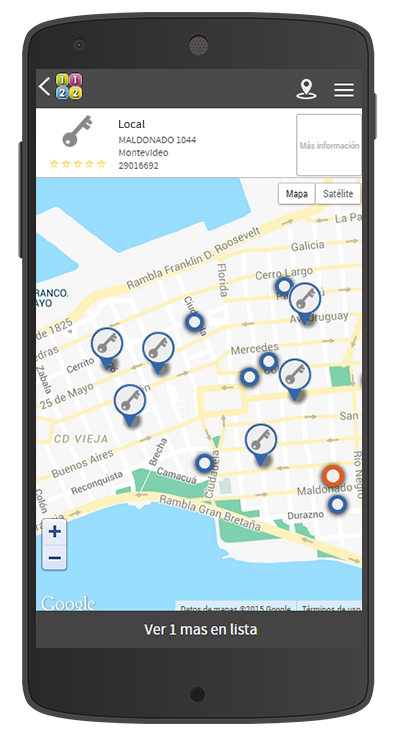 1 1
2 2
Local
MALDONADO 1044
Montevideo
29016692
Más información
Mapa
Satélite
La Pa
Rambla Franklin D. Roosevelt
Galicia
Florida
Cerro Largo
RANCO.
AYO
Ciudadela
Av Uruguay
de 1825
edras
Cerrito
Mercedes
Zabala
25 de Mayo
CD VIEJA
San
Brecha
Ciudadela
Buenos Aires
Camacuá
Reconquista
Río Negro
Maldonado
Colón
Rambla Gran Bretaña
Durazno
+
−
Google
Datos de mapas ©2015 Google
Términos de uso
Ver 1 mas en lista